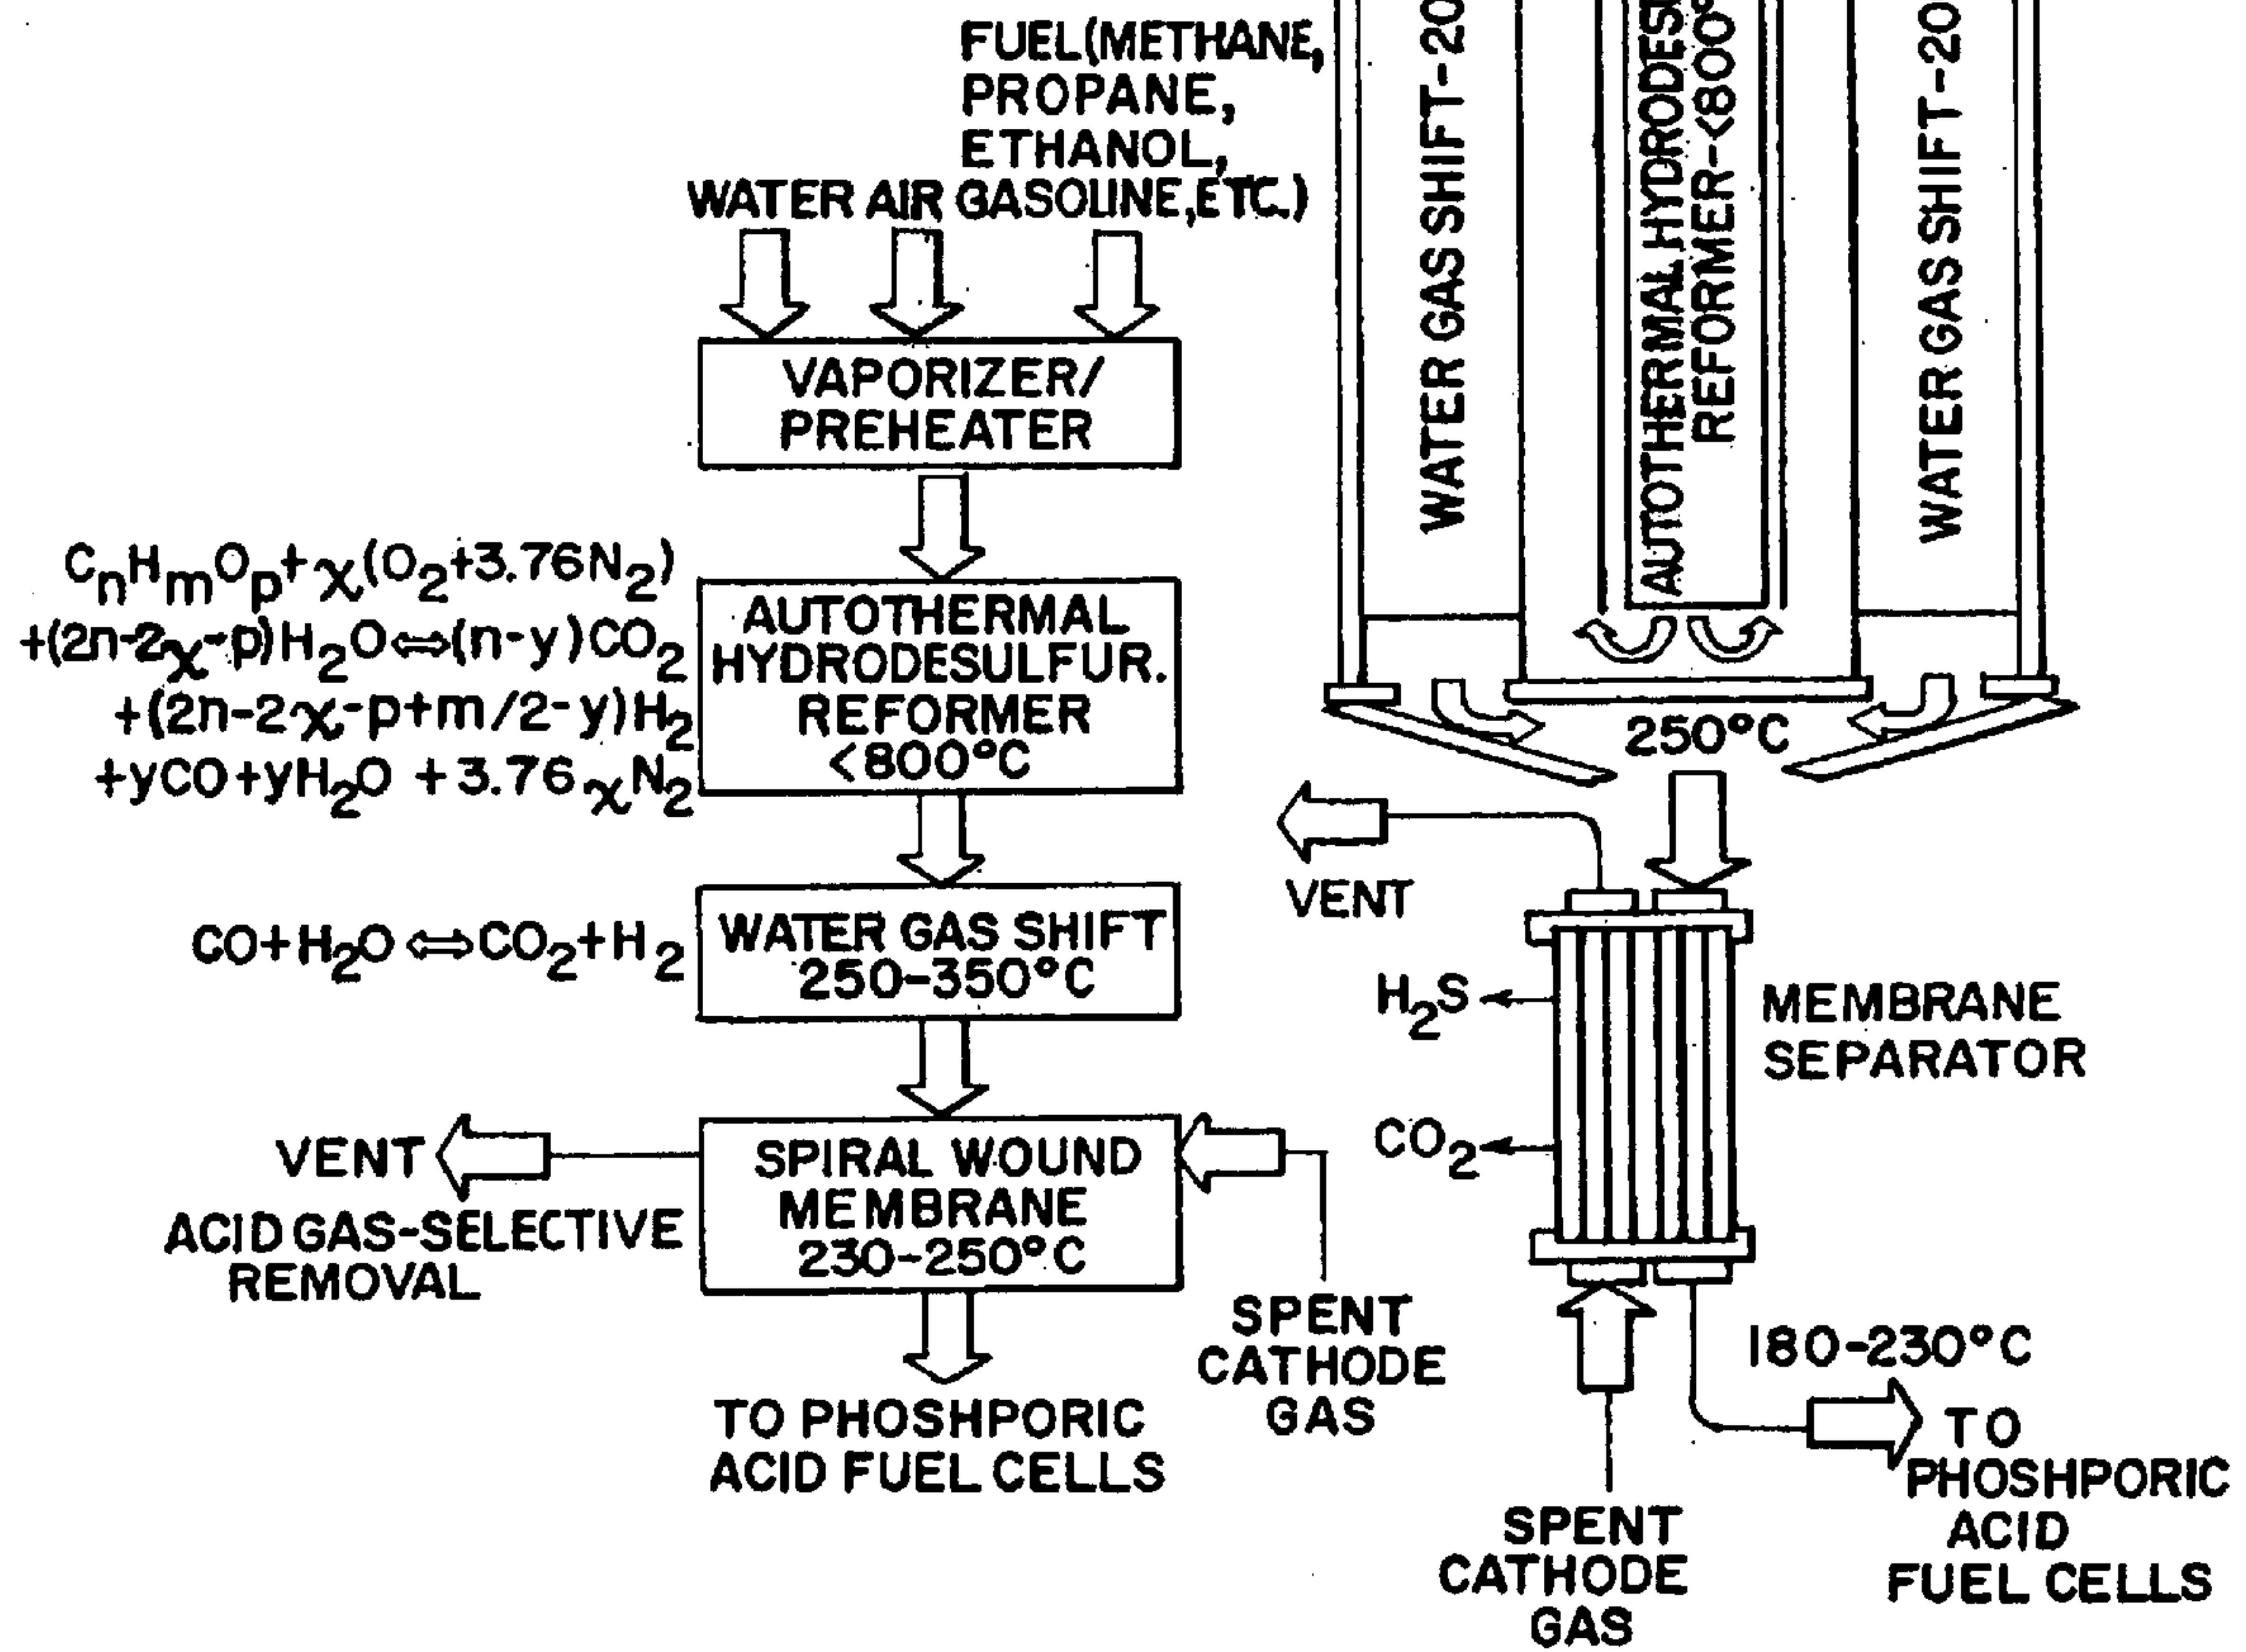 FUEL(METHANE,
PROPANE,
ETHANOL,
WATER AIR GASOLINE,ETC.)
VAPORIZER/
PREHEATER
CnHmOp+χ(O2+3.76N2)
+(2n-2χ-p)H2O⇔(n-y)CO2
+(2n-2χ-p+m/2-y)H2
+yCO+yH2O +3.76χN2
AUTOTHERMAL
HYDRODESULFUR.
REFORMER
<800°C
CO+H2O⇔CO2+H2
WATER GAS SHIFT
250-350°C
VENT
ACID GAS-SELECTIVE
REMOVAL
SPIRAL WOUND
MEMBRANE
230-250°C
SPENT
CATHODE
GAS
TO PHOSHPORIC
ACID FUEL CELLS
WATER GAS SHIFT-20
AUTOTHERMAL HYDRODES
REFORMER-<800°
WATER GAS SHIFT-20
250°C
VENT
H2S
CO2
MEMBRANE
SEPARATOR
180-230°C
TO
PHOSHPORIC
ACID
FUEL CELLS
SPENT
CATHODE
GAS